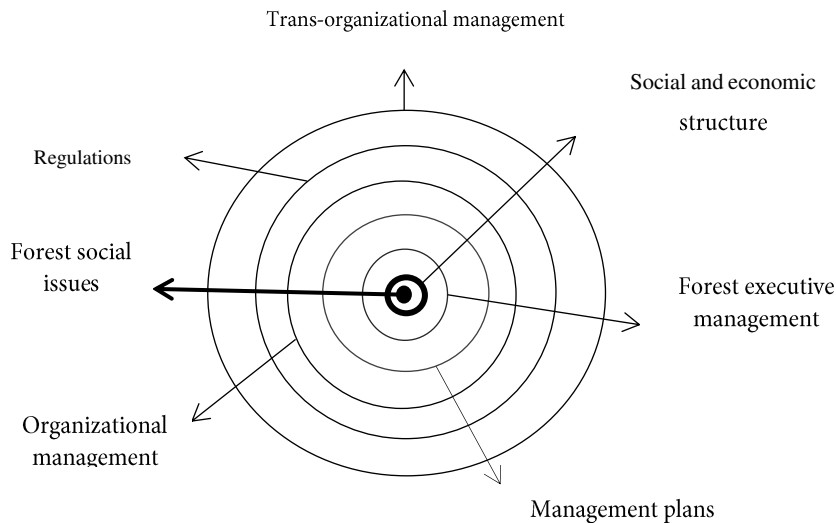 Trans-organizational management
Social and economic
structure
Regulations
Forest social
issues
Forest executive
management
Organizational
management
Management plans